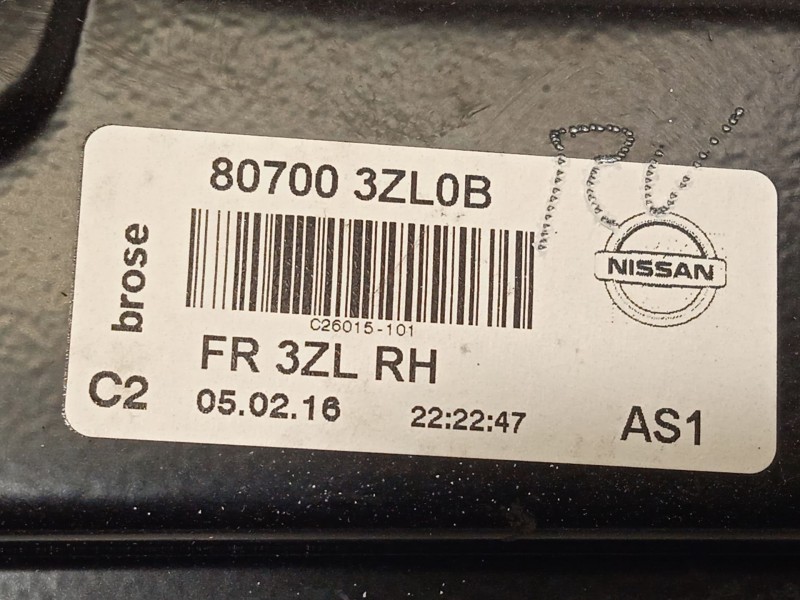 80700 3ZL0B
brose
NISSAN
C26015-101
FR 3ZL RH
C2
05.02.16 22:22:47
AS1